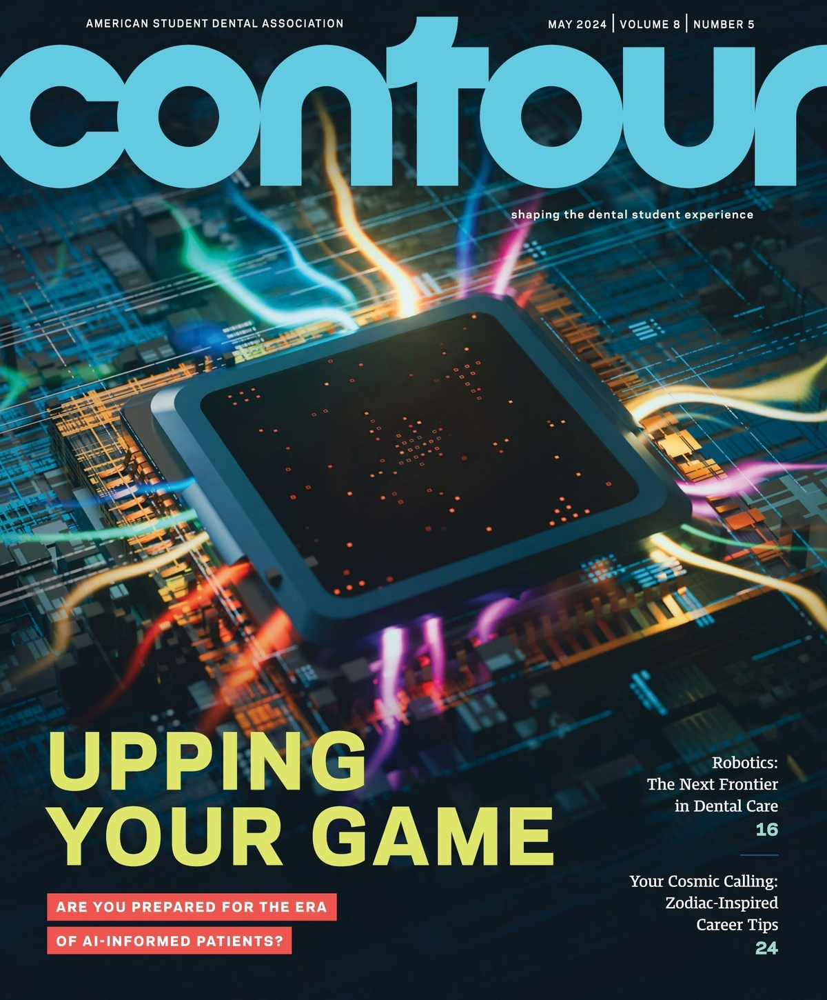 AMERICAN STUDENT DENTAL ASSOCIATION
MAY 2024 | VOLUME 8 | NUMBER 5
contour
shaping the dental student experience
UPPING
YOUR GAME
ARE YOU PREPARED FOR THE ERA
OF AI-INFORMED PATIENTS?
Robotics:
The Next Frontier
in Dental Care
16
Your Cosmic Calling:
Zodiac-Inspired
Career Tips
24